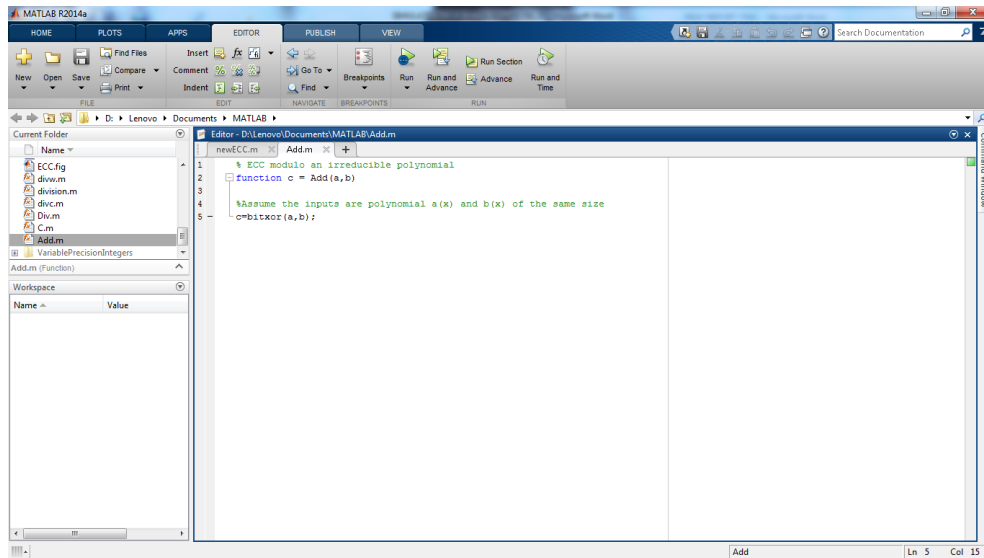 MATLAB R2014a
HOME PLOTS APPS EDITOR PUBLISH VIEW Search Documentation
New Open Save Find Files Compare Print
FILE
Insert fx
Comment
Indent
EDIT
Go To
Find
NAVIGATE
Breakpoints
BREAKPOINTS
Run Run and Advance Run Section Advance Run and Time
RUN
D: Lenovo Documents MATLAB
Current Folder
Name
ECC.fig
divw.m
division.m
divc.m
Div.m
C.m
Add.m
VariablePrecisionIntegers
Add.m (Function)
Workspace
Name Value
Editor - D:\Lenovo\Documents\MATLAB\Add.m
newECC.m Add.m +
1 % ECC modulo an irreducible polynomial
2 function c = Add(a,b)
3
4 %Assume the inputs are polynomial a(x) and b(x) of the same size
5 – c=bitxor(a,b);
Command Window
Add Ln 5 Col 15